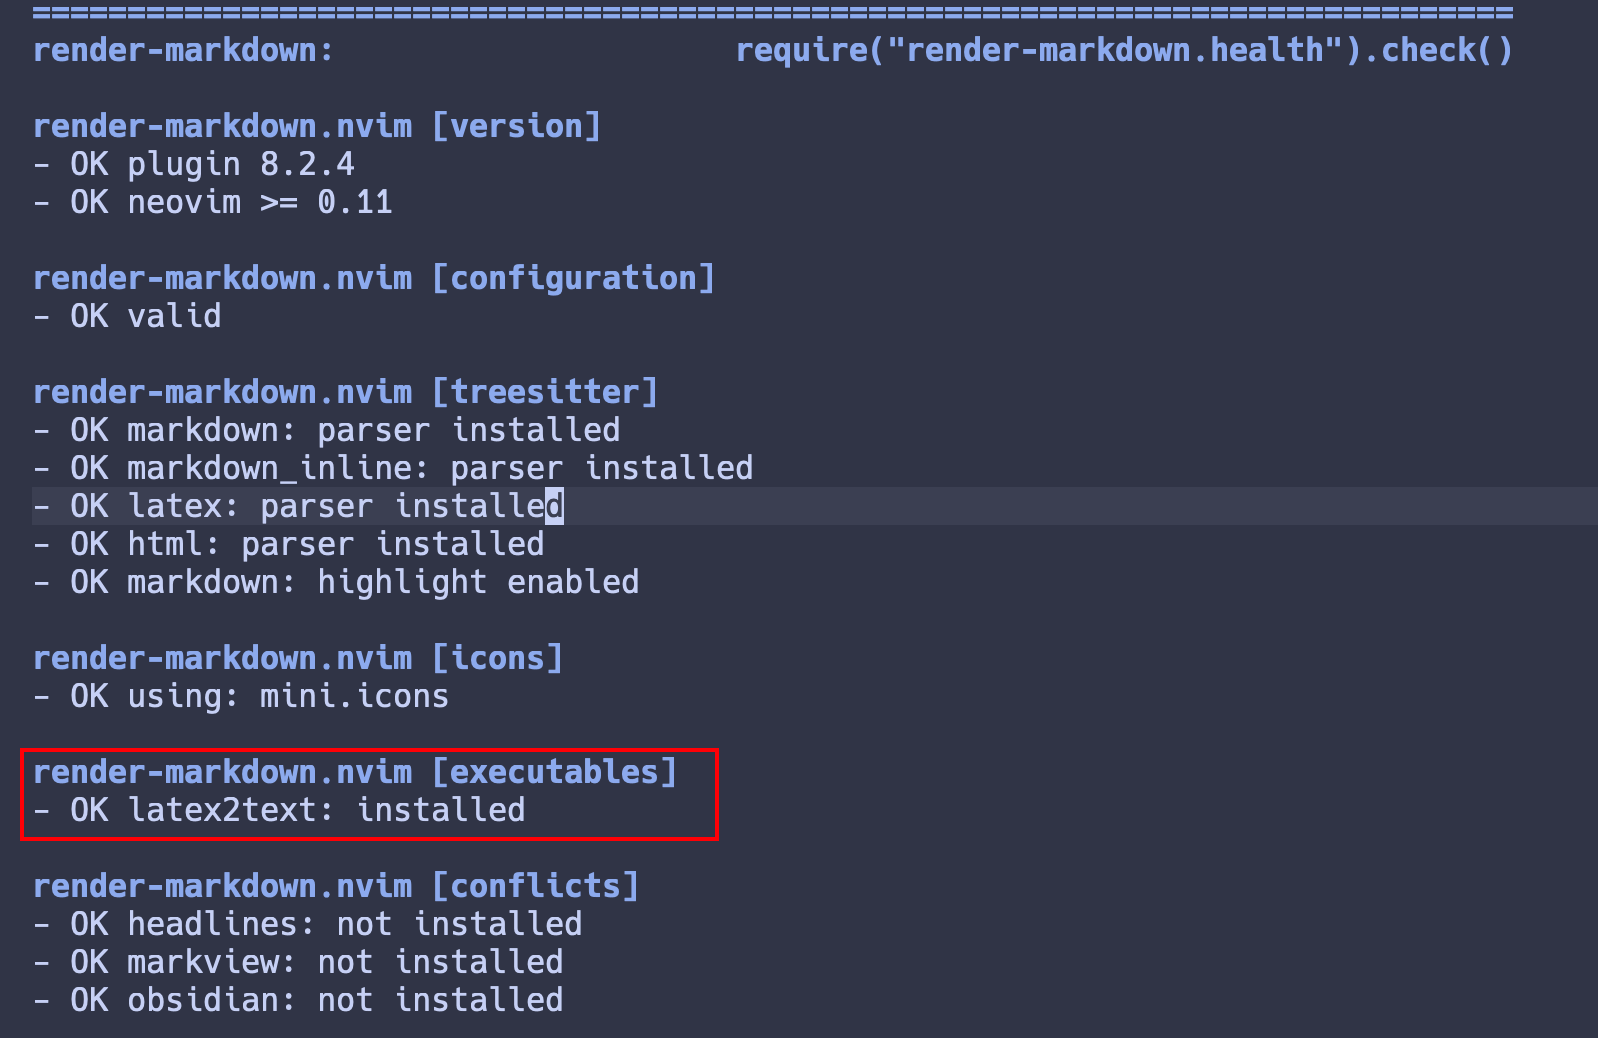 ==============================================================================
render-markdown: require("render-markdown.health").check()
render-markdown.nvim [version]
- OK plugin 8.2.4
- OK neovim >= 0.11
render-markdown.nvim [configuration]
- OK valid
render-markdown.nvim [treesitter]
- OK markdown: parser installed
- OK markdown_inline: parser installed
- OK latex: parser installed
- OK html: parser installed
- OK markdown: highlight enabled
render-markdown.nvim [icons]
- OK using: mini.icons
render-markdown.nvim [executables]
- OK latex2text: installed
render-markdown.nvim [conflicts]
- OK headlines: not installed
- OK markview: not installed
- OK obsidian: not installed